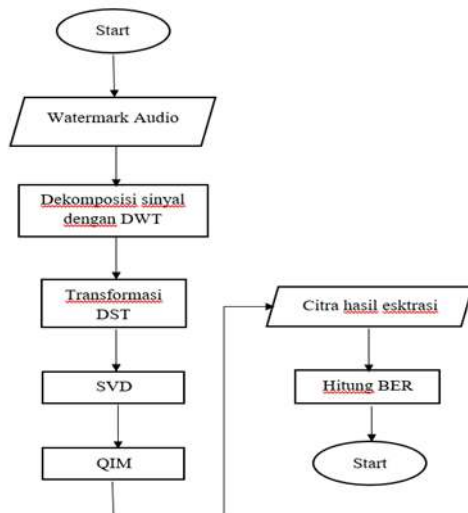 Start
Watermark Audio
Dekomposisi sinyal
dengan DWT
Transformasi
DST
SVD
QIM
Citra hasil esktrasi
Hitung BER
Start